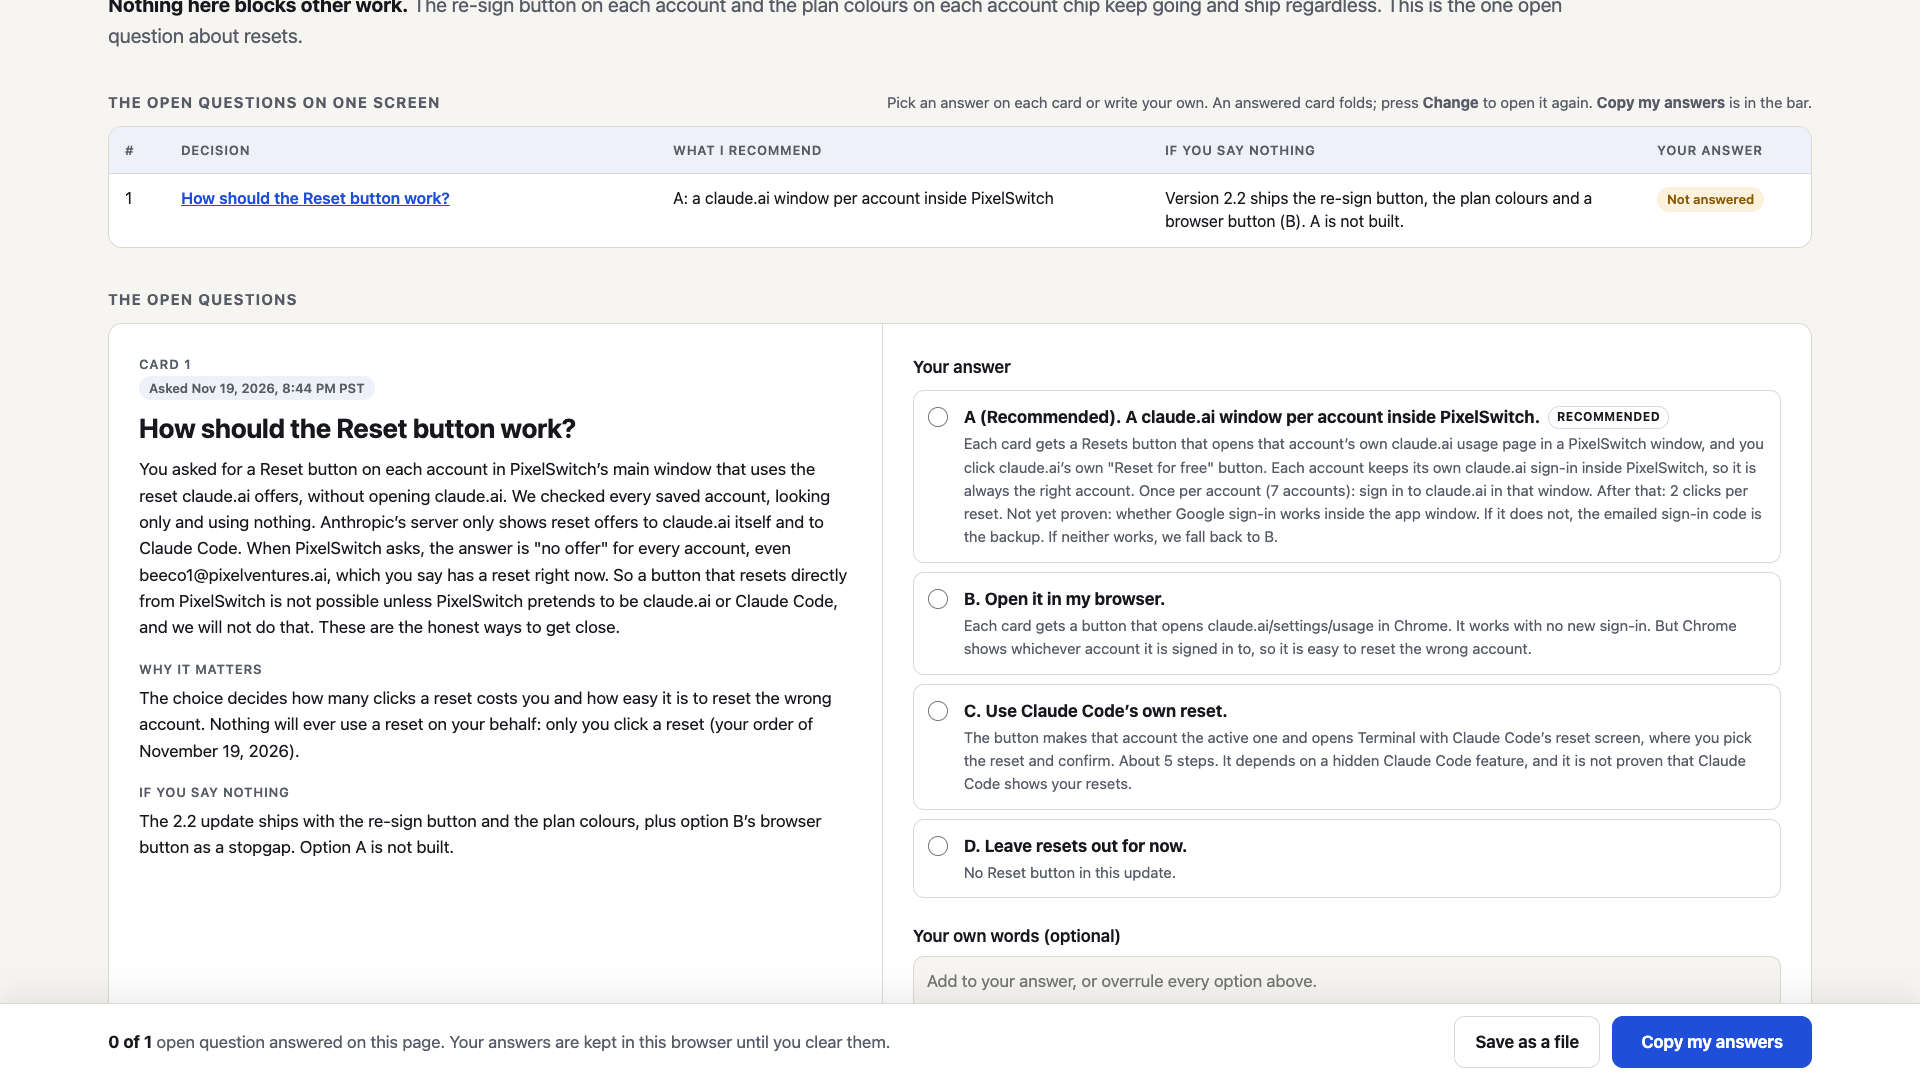 Nothing here blocks other work. The re-sign button on each account and the plan colours on each account chip keep going and ship regardless. This is the one open
question about resets.
THE OPEN QUESTIONS ON ONE SCREEN
Pick an answer on each card or write your own. An answered card folds; press Change to open it again. Copy my answers is in the bar.
# DECISION WHAT I RECOMMEND IF YOU SAY NOTHING YOUR ANSWER
1 How should the Reset button work? A: a claude.ai window per account inside PixelSwitch Version 2.2 ships the re-sign button, the plan colours and a Not answered
browser button (B). A is not built.
THE OPEN QUESTIONS
CARD 1
Asked Nov 19, 2026, 8:44 PM PST
How should the Reset button work?
You asked for a Reset button on each account in PixelSwitch’s main window that uses the
reset claude.ai offers, without opening claude.ai. We checked every saved account, looking
only and using nothing. Anthropic’s server only shows reset offers to claude.ai itself and to
Claude Code. When PixelSwitch asks, the answer is "no offer" for every account, even
beeco1@pixelventures.ai, which you say has a reset right now. So a button that resets directly
from PixelSwitch is not possible unless PixelSwitch pretends to be claude.ai or Claude Code,
and we will not do that. These are the honest ways to get close.
WHY IT MATTERS
The choice decides how many clicks a reset costs you and how easy it is to reset the wrong
account. Nothing will ever use a reset on your behalf: only you click a reset (your order of
November 19, 2026).
IF YOU SAY NOTHING
The 2.2 update ships with the re-sign button and the plan colours, plus option B’s browser
button as a stopgap. Option A is not built.
Your answer
A (Recommended). A claude.ai window per account inside PixelSwitch. RECOMMENDED
Each card gets a Resets button that opens that account’s own claude.ai usage page in a PixelSwitch window, and you
click claude.ai’s own "Reset for free" button. Each account keeps its own claude.ai sign-in inside PixelSwitch, so it is
always the right account. Once per account (7 accounts): sign in to claude.ai in that window. After that: 2 clicks per
reset. Not yet proven: whether Google sign-in works inside the app window. If it does not, the emailed sign-in code is
the backup. If neither works, we fall back to B.
B. Open it in my browser.
Each card gets a button that opens claude.ai/settings/usage in Chrome. It works with no new sign-in. But Chrome
shows whichever account it is signed in to, so it is easy to reset the wrong account.
C. Use Claude Code’s own reset.
The button makes that account the active one and opens Terminal with Claude Code’s reset screen, where you pick
the reset and confirm. About 5 steps. It depends on a hidden Claude Code feature, and it is not proven that Claude
Code shows your resets.
D. Leave resets out for now.
No Reset button in this update.
Your own words (optional)
Add to your answer, or overrule every option above.
0 of 1 open question answered on this page. Your answers are kept in this browser until you clear them.
Save as a file
Copy my answers